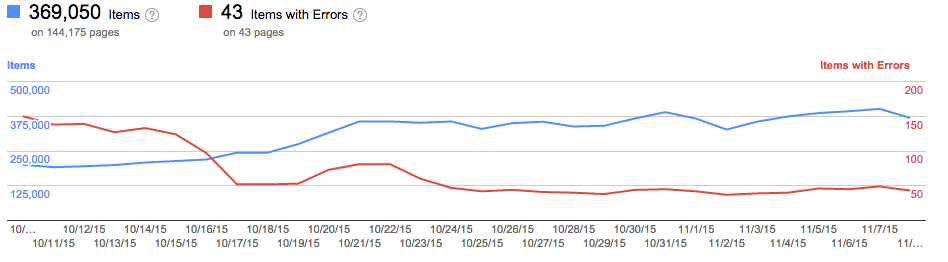 369,050 Items ? 43 Items with Errors ?
on 144,175 pages on 43 pages
Items Items with Errors
500,000 200
375,000 150
250,000 100
125,000 50
10/... 10/12/15 10/14/15 10/16/15 10/18/15 10/20/15 10/22/15 10/24/15 10/26/15 10/28/15 10/30/15 11/1/15 11/3/15 11/5/15 11/7/15
10/11/15 10/13/15 10/15/15 10/17/15 10/19/15 10/21/15 10/23/15 10/25/15 10/27/15 10/29/15 10/31/15 11/2/15 11/4/15 11/6/15 11/...